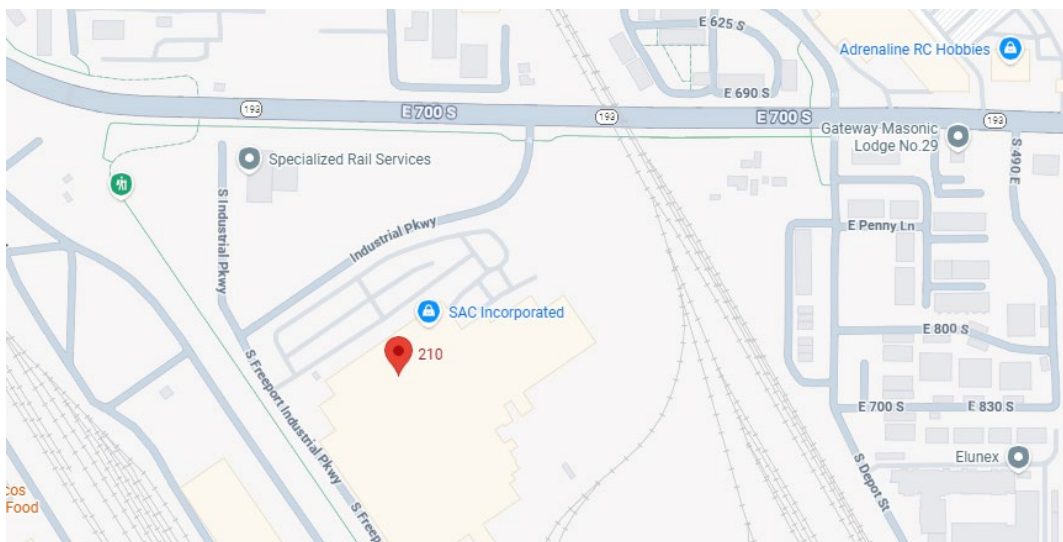 E 625 S
Adrenaline RC Hobbies
E 690 S
193
E 700 S
193
E 700 S
193
Gateway Masonic
Lodge No.29
Specialized Rail Services
S 490 E
S Industrial Pkwy
Industrial Pkwy
E Penny Ln
SAC Incorporated
E 800 S
210
S Freeport Industrial Pkwy
E 700 S
E 830 S
Elunex
S Depot St
cos
Food
S Freep